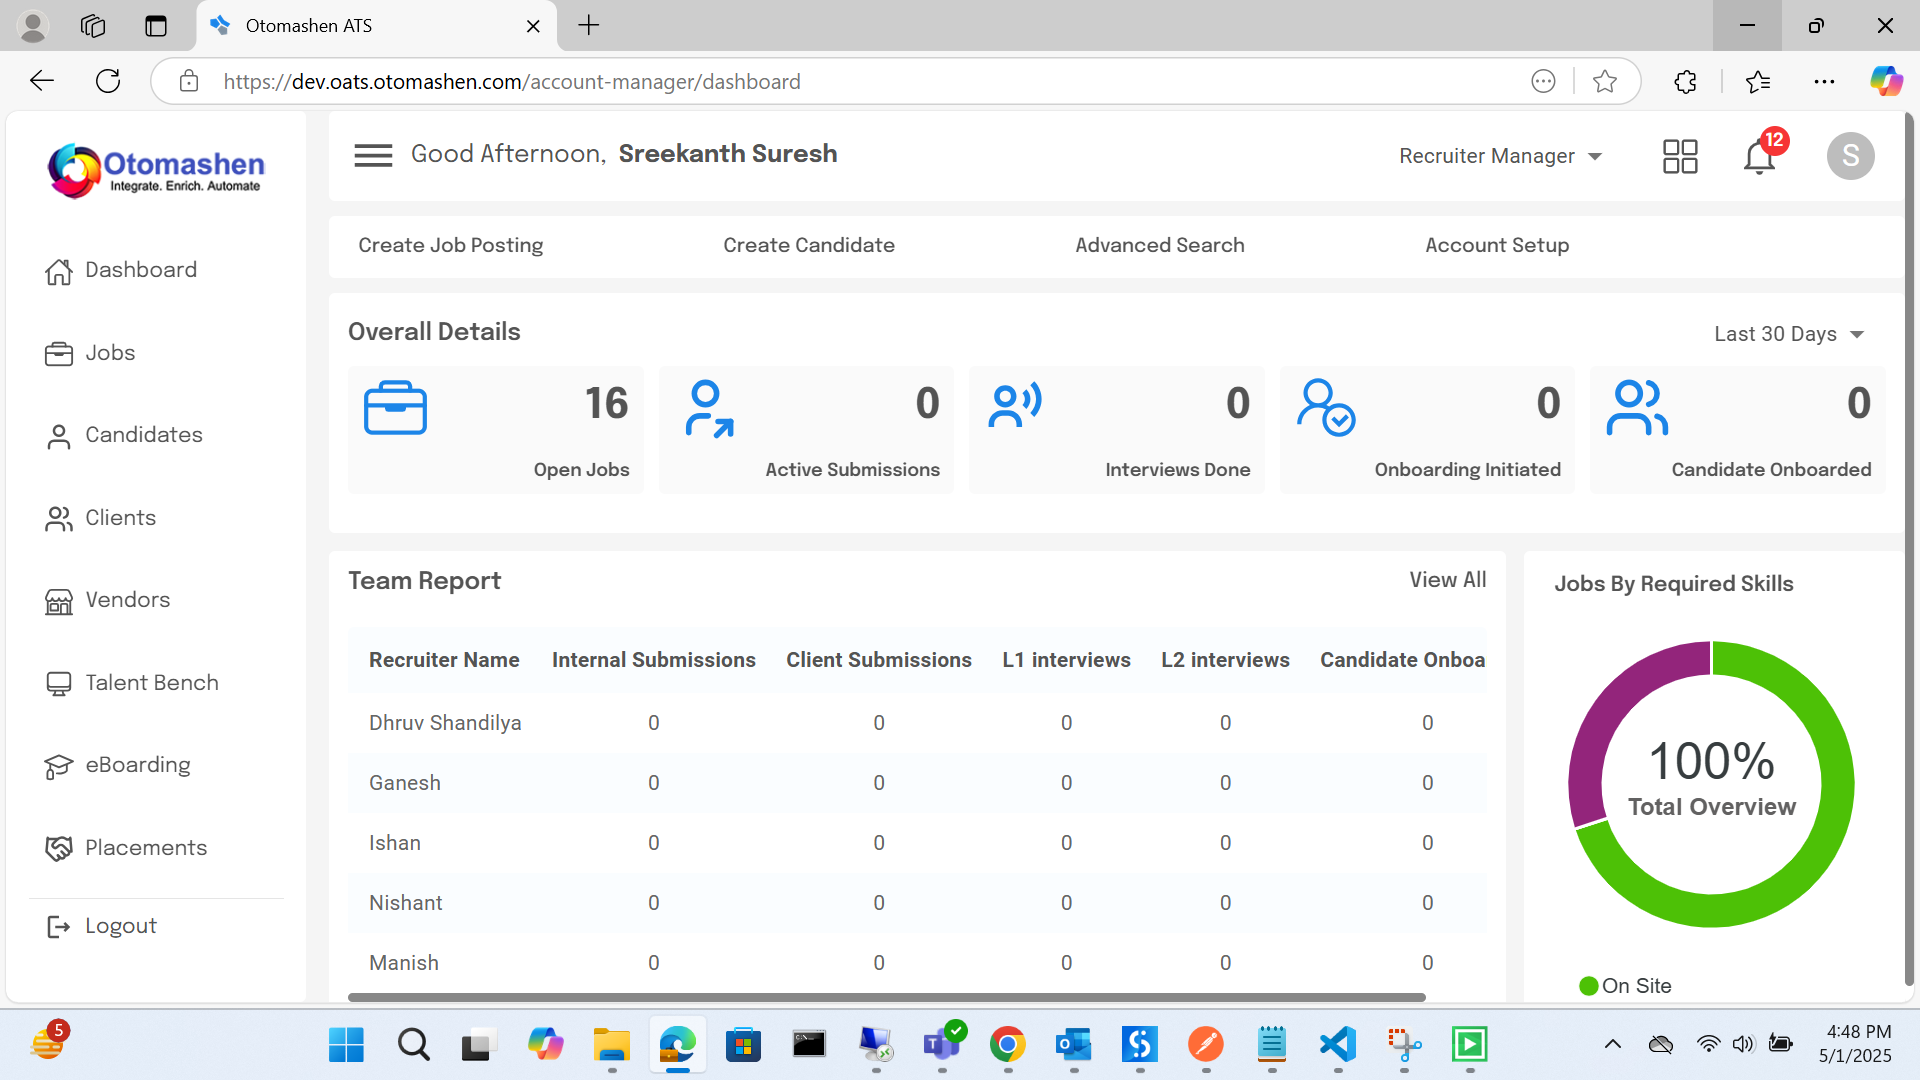 Otomashen ATS
https://dev.oats.otomashen.com/account-manager/dashboard
Otomashen
Integrate. Enrich. Automate
Good Afternoon, Sreekanth Suresh
Recruiter Manager
12
S
Dashboard
Jobs
Candidates
Clients
Vendors
Talent Bench
eBoarding
Placements
Logout
Create Job Posting
Create Candidate
Advanced Search
Account Setup
Overall Details
Last 30 Days
16
Open Jobs
0
Active Submissions
0
Interviews Done
0
Onboarding Initiated
0
Candidate Onboarded
Team Report
View All
Recruiter Name Internal Submissions Client Submissions L1 interviews L2 interviews Candidate Onboa
Dhruv Shandilya 0 0 0 0 0
Ganesh 0 0 0 0 0
Ishan 0 0 0 0 0
Nishant 0 0 0 0 0
Manish 0 0 0 0 0
Jobs By Required Skills
100%
Total Overview
On Site
5
4:48 PM
5/1/2025